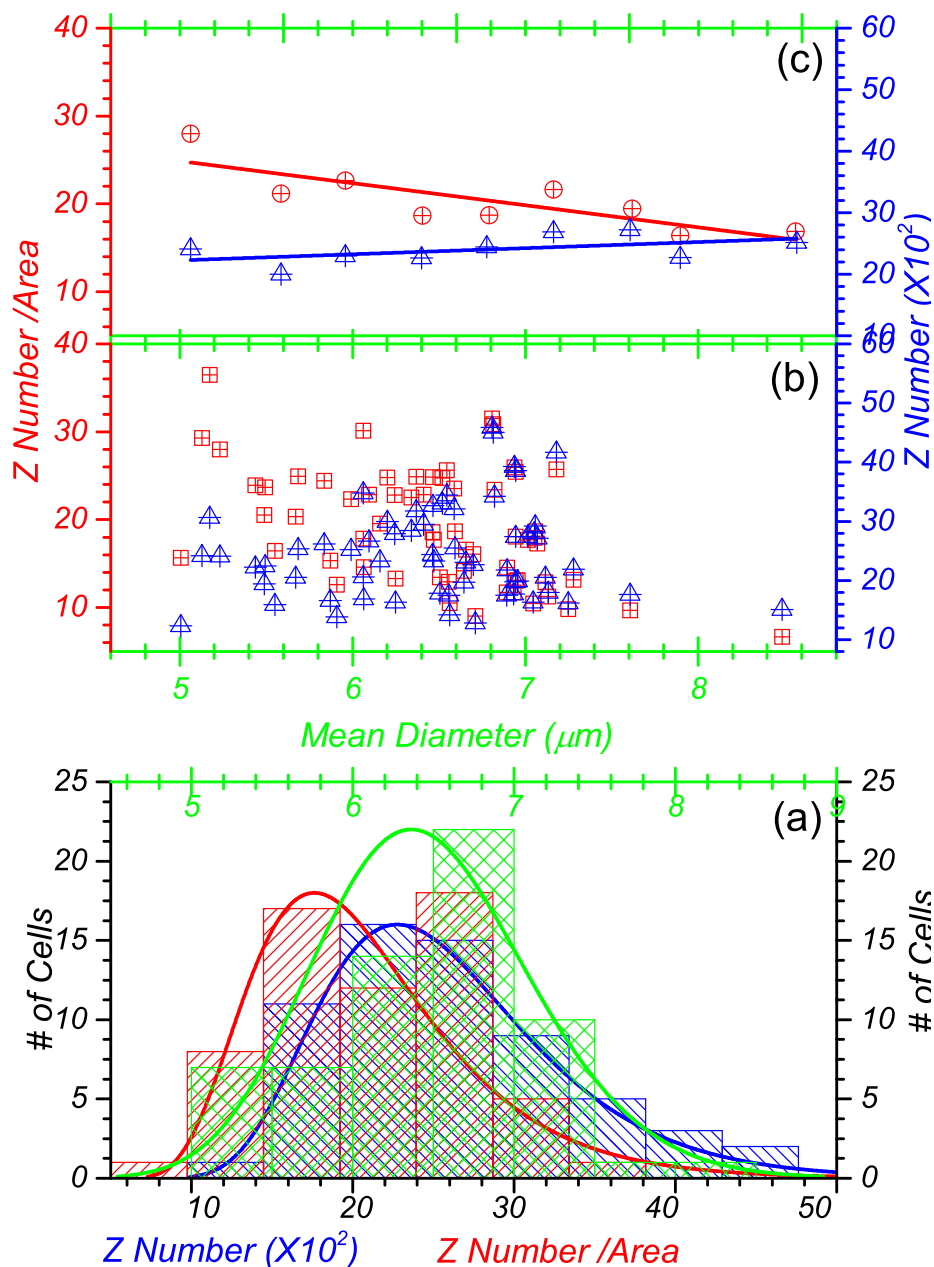 40 60
(c)
50
30
40
20 30
20
10
10
Z Number /Area
Z Number (X10²)
40 60
(b)
50
30
40
20 30
20
10
10
5 6 7 8
Mean Diameter (μm)
25 25
5 6 7 8 9
(a)
20 20
15 15
10 10
5 5
0 0
# of Cells
# of Cells
10 20 30 40 50
Z Number (X10²) Z Number /Area